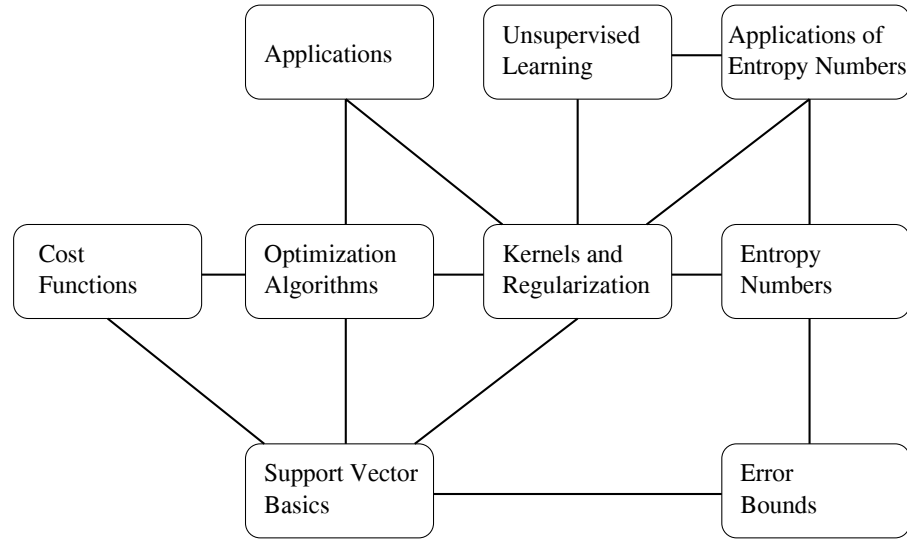 Applications
Unsupervised
Learning
Applications of
Entropy Numbers
Cost
Functions
Optimization
Algorithms
Kernels and
Regularization
Entropy
Numbers
Support Vector
Basics
Error
Bounds